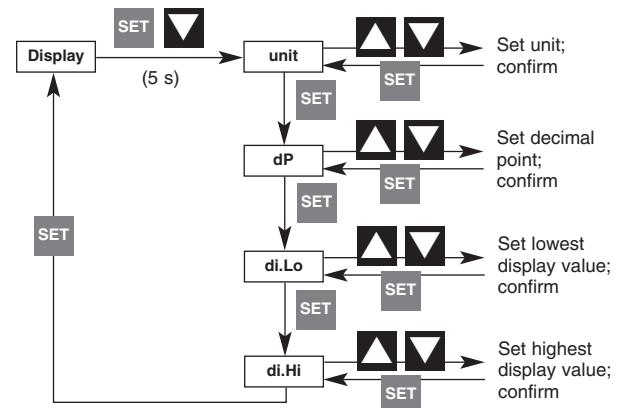 SET
Display
(5 s)
unit
Set unit;
confirm
SET
SET
dP
Set decimal
point;
confirm
SET
SET
SET
di.Lo
Set lowest
display value;
confirm
SET
SET
di.Hi
Set highest
display value;
confirm
SET